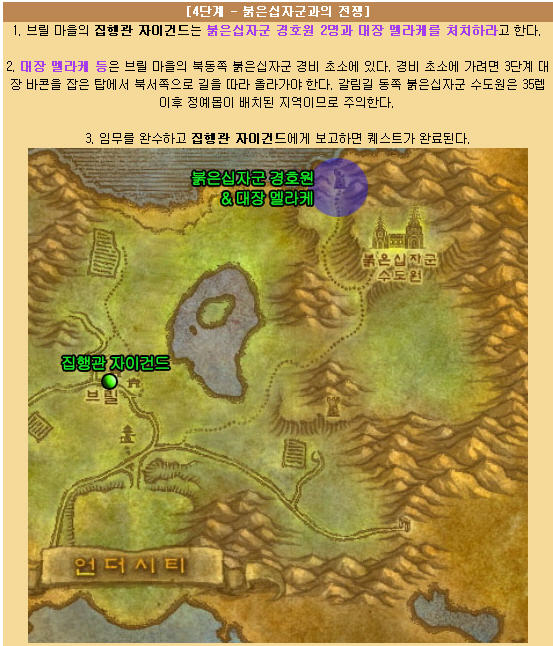 [4단계 - 붉은십자군과의 전쟁]
1. 브릴 마을의 집행관 자이건드는 붉은십자군 경호원 2명과 대장 멜라케를 처치하라고 한다.
2. 대장 멜라케 등은 브릴 마을의 북동쪽 붉은십자군 경비 초소에 있다. 경비 초소에 가려면 3단계 대
장 바콘을 잡은 탑에서 북서쪽으로 길을 따라 올라가야 한다. 갈림길 동쪽 붉은십자군 수도원은 35렙
이후 정예몹이 배치된 지역이므로 주의한다.
3. 임무를 완수하고 집행관 자이건드에게 보고하면 퀘스트가 완료된다.
붉은십자군 경호원
& 대장 멜라케
붉은십자군
수도원
집행관 자이건드
브릴
언더시티